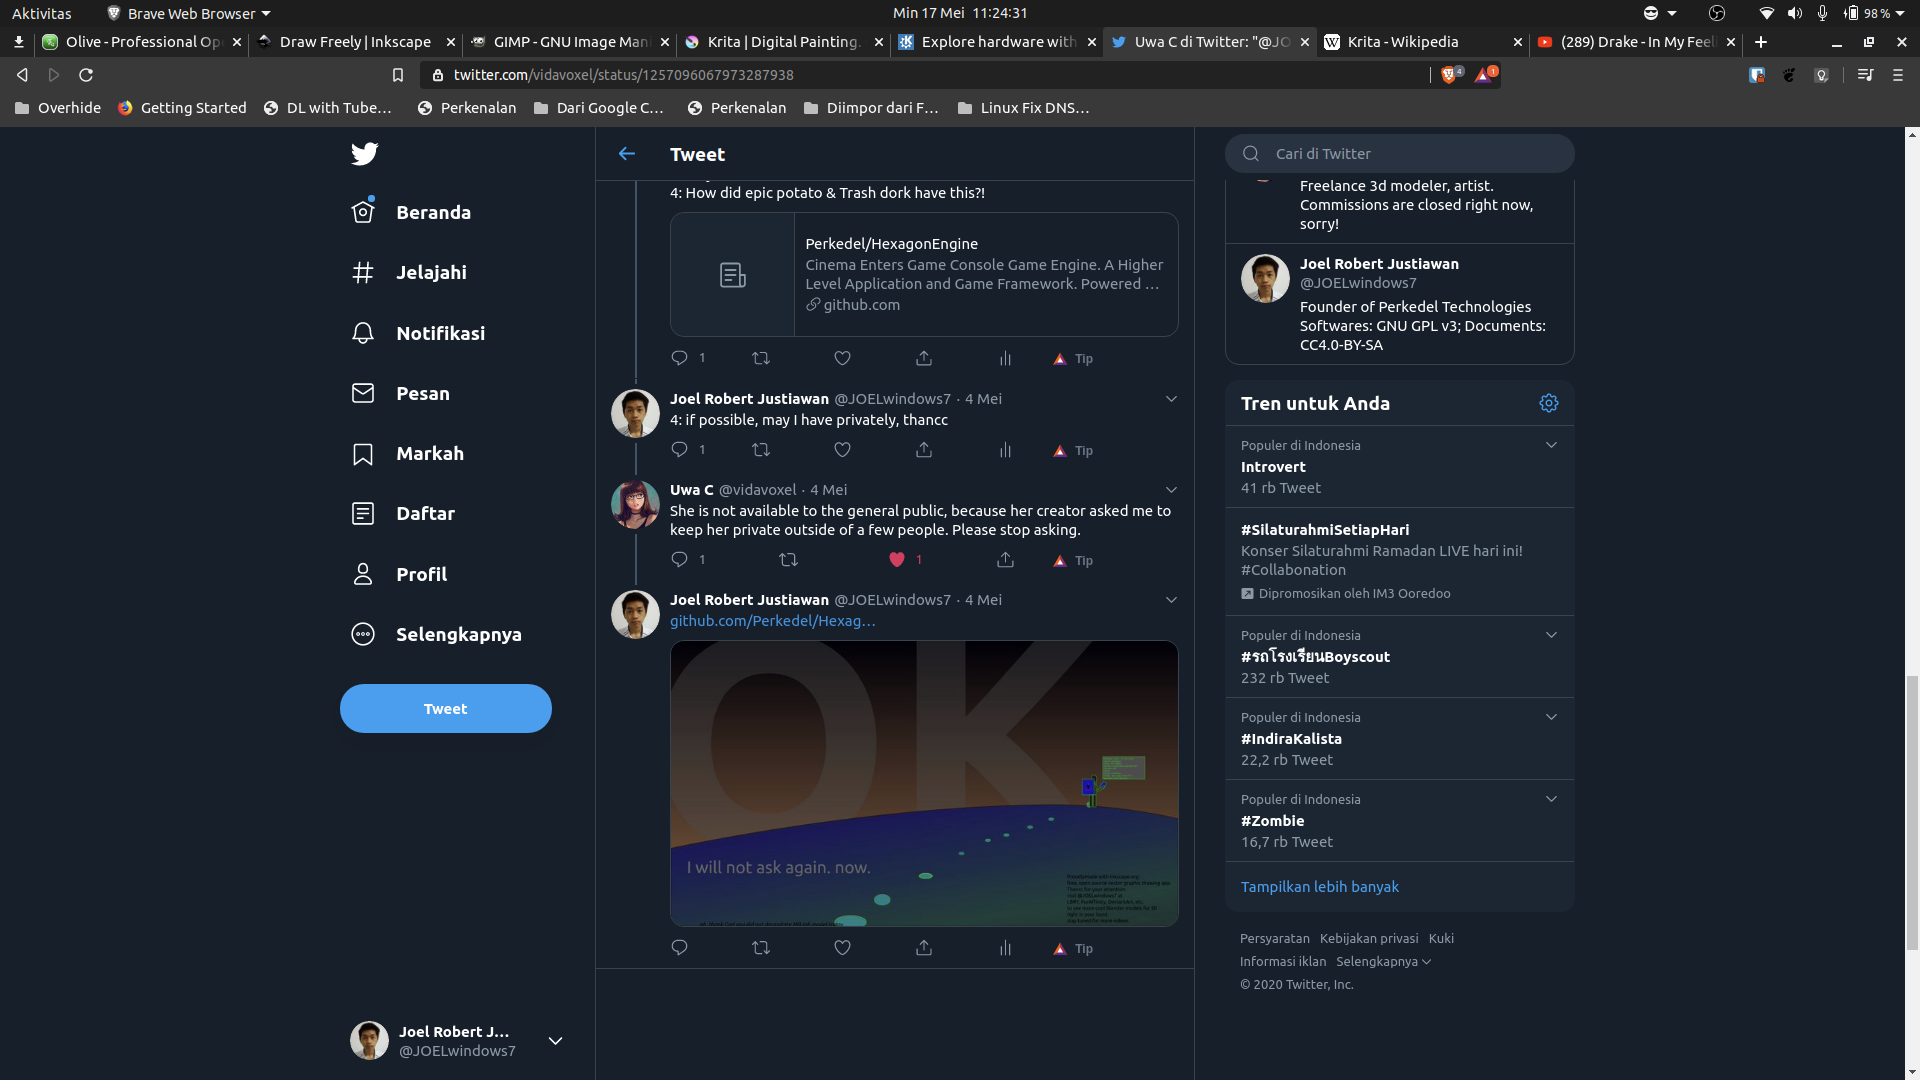 Aktivitas
Brave Web Browser
Min 17 Mei 11:24:31
98 %
Olive - Professional Op
Draw Freely | Inkscape
GIMP - GNU Image Man
Krita | Digital Painting.
Explore hardware with
Uwa C di Twitter: "@JO
Krita - Wikipedia
(289) Drake - In My Feel
twitter.com/vidavoxel/status/1257096067973287938
4
1
Overhide
Getting Started
DL with Tube…
Perkenalan
Dari Google C…
Perkenalan
Diimpor dari F…
Linux Fix DNS…
Beranda
Jelajahi
Notifikasi
Pesan
Markah
Daftar
Profil
Selengkapnya
Tweet
Joel Robert J…
@JOELwindows7
Tweet
4: How did epic potato & Trash dork have this?!
Perkedel/HexagonEngine
Cinema Enters Game Console Game Engine. A Higher
Level Application and Game Framework. Powered …
github.com
1
Tip
Joel Robert Justiawan @JOELwindows7 · 4 Mei
4: if possible, may I have privately, thancc
1
Tip
Uwa C @vidavoxel · 4 Mei
She is not available to the general public, because her creator asked me to
keep her private outside of a few people. Please stop asking.
1
1
Tip
Joel Robert Justiawan @JOELwindows7 · 4 Mei
github.com/Perkedel/Hexag…
OK
I will not ask again. now.
Tip
Cari di Twitter
Freelance 3d modeler, artist.
Commissions are closed right now,
sorry!
Joel Robert Justiawan
@JOELwindows7
Founder of Perkedel Technologies
Softwares: GNU GPL v3; Documents:
CC4.0-BY-SA
Tren untuk Anda
Populer di Indonesia
Introvert
41 rb Tweet
#SilaturahmiSetiapHari
Konser Silaturahmi Ramadan LIVE hari ini!
#Collabonation
Dipromosikan oleh IM3 Ooredoo
Populer di Indonesia
#รถโรงเรียนBoyscout
232 rb Tweet
Populer di Indonesia
#IndiraKalista
22,2 rb Tweet
Populer di Indonesia
#Zombie
16,7 rb Tweet
Tampilkan lebih banyak
Persyaratan Kebijakan privasi Kuki
Informasi iklan Selengkapnya
© 2020 Twitter, Inc.